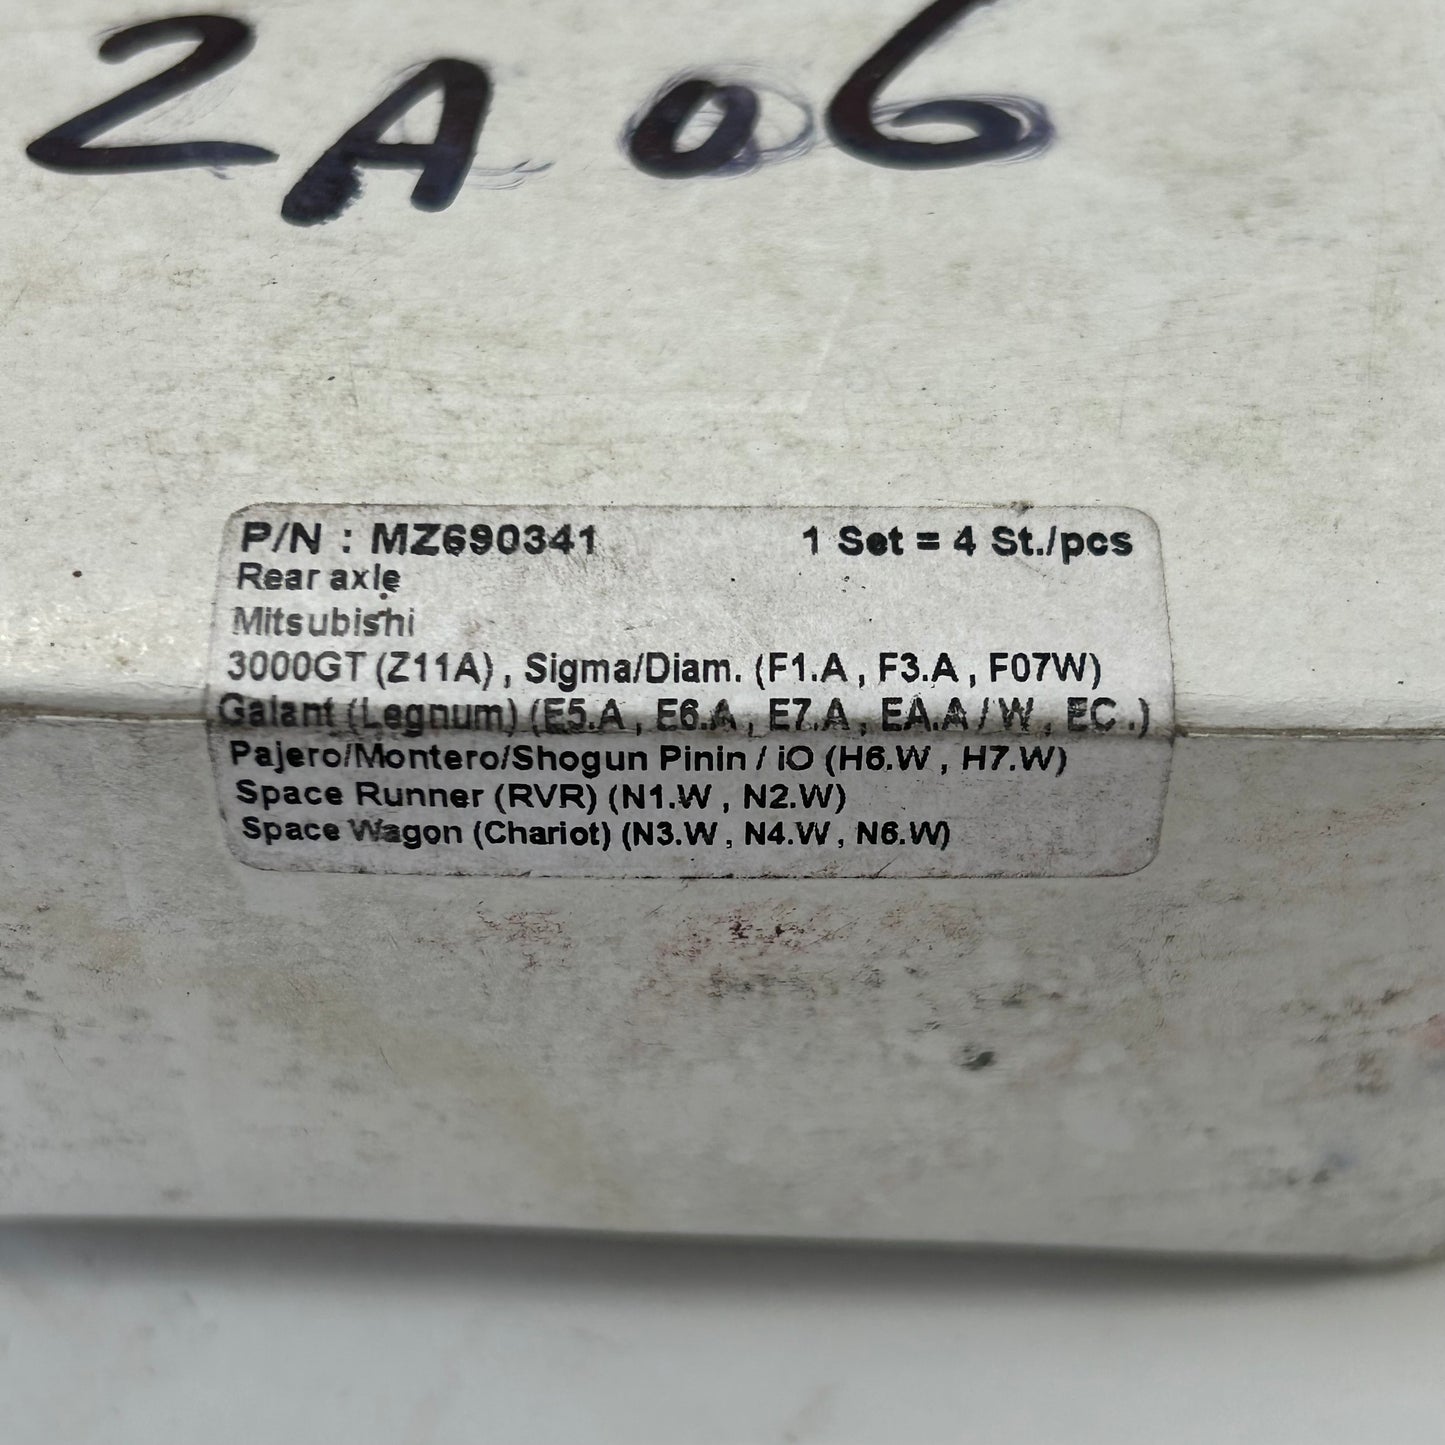 2A06
P/N : MZ690341 1 Set = 4 St./pcs
Rear axle
Mitsubishi
3000GT (Z11A) , Sigma/Diam. (F1.A , F3.A , F07W)
Galant (Legnum) (E5.A , E6.A , E7.A , EA.A / W , EC .)
Pajero/Montero/Shogun Pinin / iO (H6.W , H7.W)
Space Runner (RVR) (N1.W , N2.W)
Space Wagon (Chariot) (N3.W , N4.W , N6.W)